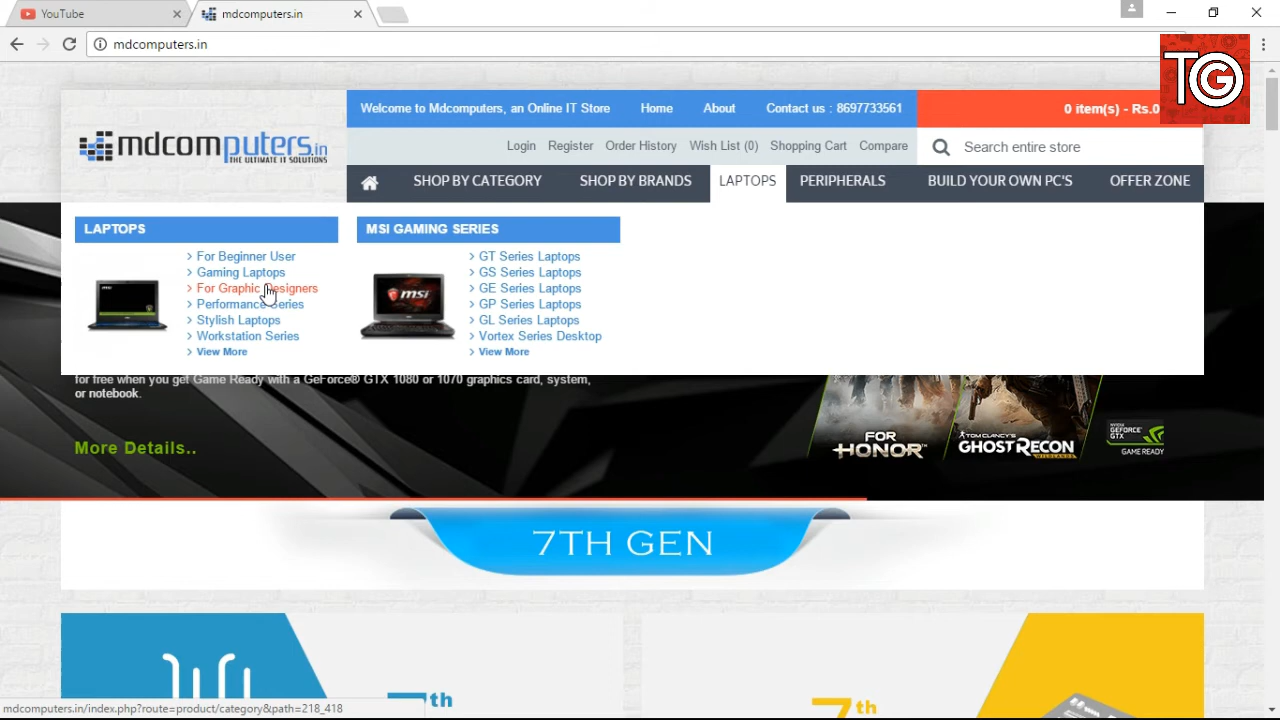 YouTube
mdcomputers.in
mdcomputers.in
TG
Welcome to Mdcomputers, an Online IT Store Home About Contact us : 8697733561 0 item(s) - Rs.0
mdcomputers.in
THE ULTIMATE IT SOLUTIONS
Login Register Order History Wish List (0) Shopping Cart Compare Search entire store
SHOP BY CATEGORY SHOP BY BRANDS LAPTOPS PERIPHERALS BUILD YOUR OWN PC'S OFFER ZONE
LAPTOPS
For Beginner User
Gaming Laptops
For Graphic Designers
Performance Series
Stylish Laptops
Workstation Series
View More
MSI GAMING SERIES
msi
GT Series Laptops
GS Series Laptops
GE Series Laptops
GP Series Laptops
GL Series Laptops
Vortex Series Desktop
View More
for free when you get Game Ready with a GeForce® GTX 1080 or 1070 graphics card, system,
or notebook.
More Details..
FOR
HONOR™
TOM CLANCY'S
GHOST RECON
WILDLANDS
NVIDIA
GEFORCE
GTX
GAME READY
7TH GEN
7th
7th
mdcomputers.in/index.php?route=product/category&path=218_418